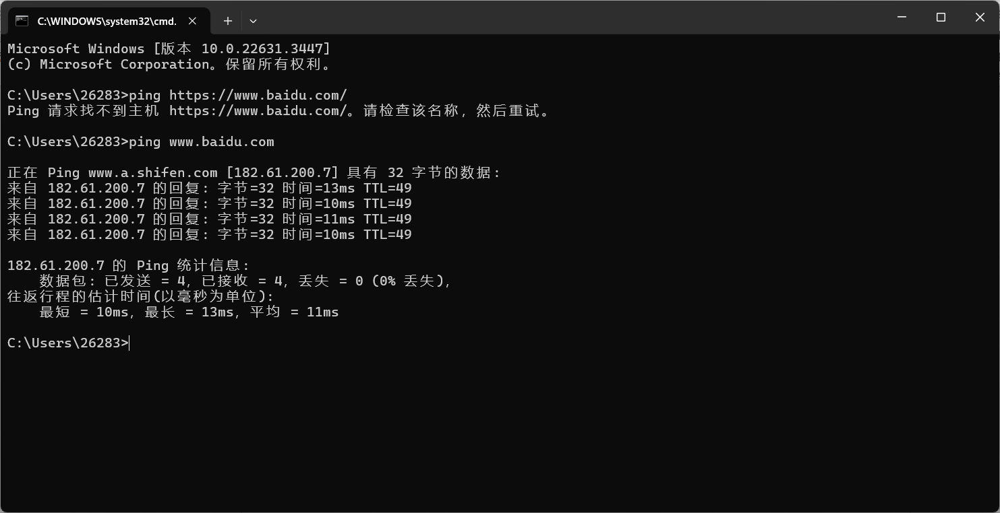 C:\WINDOWS\system32\cmd.
Microsoft Windows [版本 10.0.22631.3447]
(c) Microsoft Corporation。保留所有权利。
C:\Users\26283>ping https://www.baidu.com/
Ping 请求找不到主机 https://www.baidu.com/。请检查该名称，然后重试。
C:\Users\26283>ping www.baidu.com
正在 Ping www.a.shifen.com [182.61.200.7] 具有 32 字节的数据:
来自 182.61.200.7 的回复: 字节=32 时间=13ms TTL=49
来自 182.61.200.7 的回复: 字节=32 时间=10ms TTL=49
来自 182.61.200.7 的回复: 字节=32 时间=11ms TTL=49
来自 182.61.200.7 的回复: 字节=32 时间=10ms TTL=49
182.61.200.7 的 Ping 统计信息:
数据包: 已发送 = 4，已接收 = 4，丢失 = 0 (0% 丢失)，
往返行程的估计时间(以毫秒为单位):
最短 = 10ms，最长 = 13ms，平均 = 11ms
C:\Users\26283>